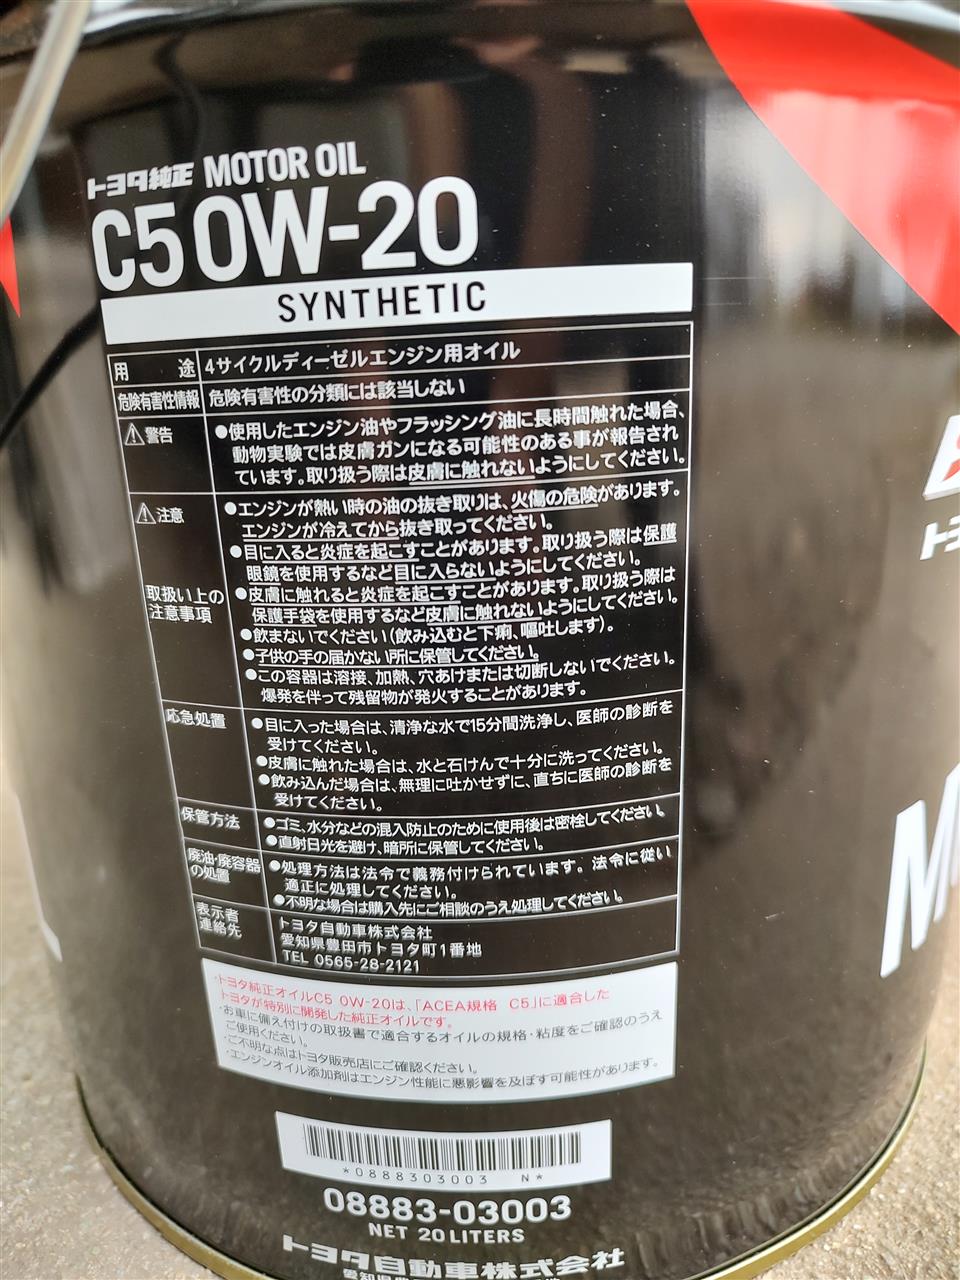 トヨタ純正 MOTOR OIL
C5 0W-20
SYNTHETIC
用途 4サイクルディーゼルエンジン用オイル
危険有害性情報 危険有害性の分類には該当しない
⚠警告 ●使用したエンジン油やフラッシング油に長時間触れた場合、
動物実験では皮膚ガンになる可能性のある事が報告され
ています。取り扱う際は皮膚に触れないようにしてください。
⚠注意 ●エンジンが熱い時の油の抜き取りは、火傷の危険があります。
エンジンが冷えてから抜き取ってください。
●目に入ると炎症を起こすことがあります。取り扱う際は保護
眼鏡を使用するなど目に入らないようにしてください。
取扱い上の
注意事項
●皮膚に触れると炎症を起こすことがあります。取り扱う際は
保護手袋を使用するなど皮膚に触れないようにしてください。
●飲まないでください(飲み込むと下痢、嘔吐します)。
●子供の手の届かない所に保管してください。
●この容器は溶接、加熱、穴あけまたは切断しないでください。
爆発を伴って残留物が発火することがあります。
応急処置 ●目に入った場合は、清浄な水で15分間洗浄し、医師の診断を
受けてください。
●皮膚に触れた場合は、水と石けんで十分に洗ってください。
●飲み込んだ場合は、無理に吐かせずに、直ちに医師の診断を
受けてください。
保管方法 ●ゴミ、水分などの混入防止のために使用後は密栓してください。
●直射日光を避け、暗所に保管してください。
廃油・廃容器
の処置
●処理方法は法令で義務付けられています。法令に従い
適正に処理してください。
●不明な場合は購入先にご相談のうえ処理してください。
表示者
連絡先
トヨタ自動車株式会社
愛知県豊田市トヨタ町1番地
TEL 0565-28-2121
・トヨタ純正オイルC5 0W-20は、「ACEA規格 C5」に適合した
トヨタが特別に開発した純正オイルです。
・お車に備え付けの取扱書で適合するオイルの規格・粘度をご確認のうえ
ご使用ください。
・ご不明な点はトヨタ販売店にご確認ください。
・エンジンオイル添加剤はエンジン性能に悪影響を及ぼす可能性があります。
*0888303003 N*
08883-03003
NET 20 LITERS
トヨタ自動車株式会社